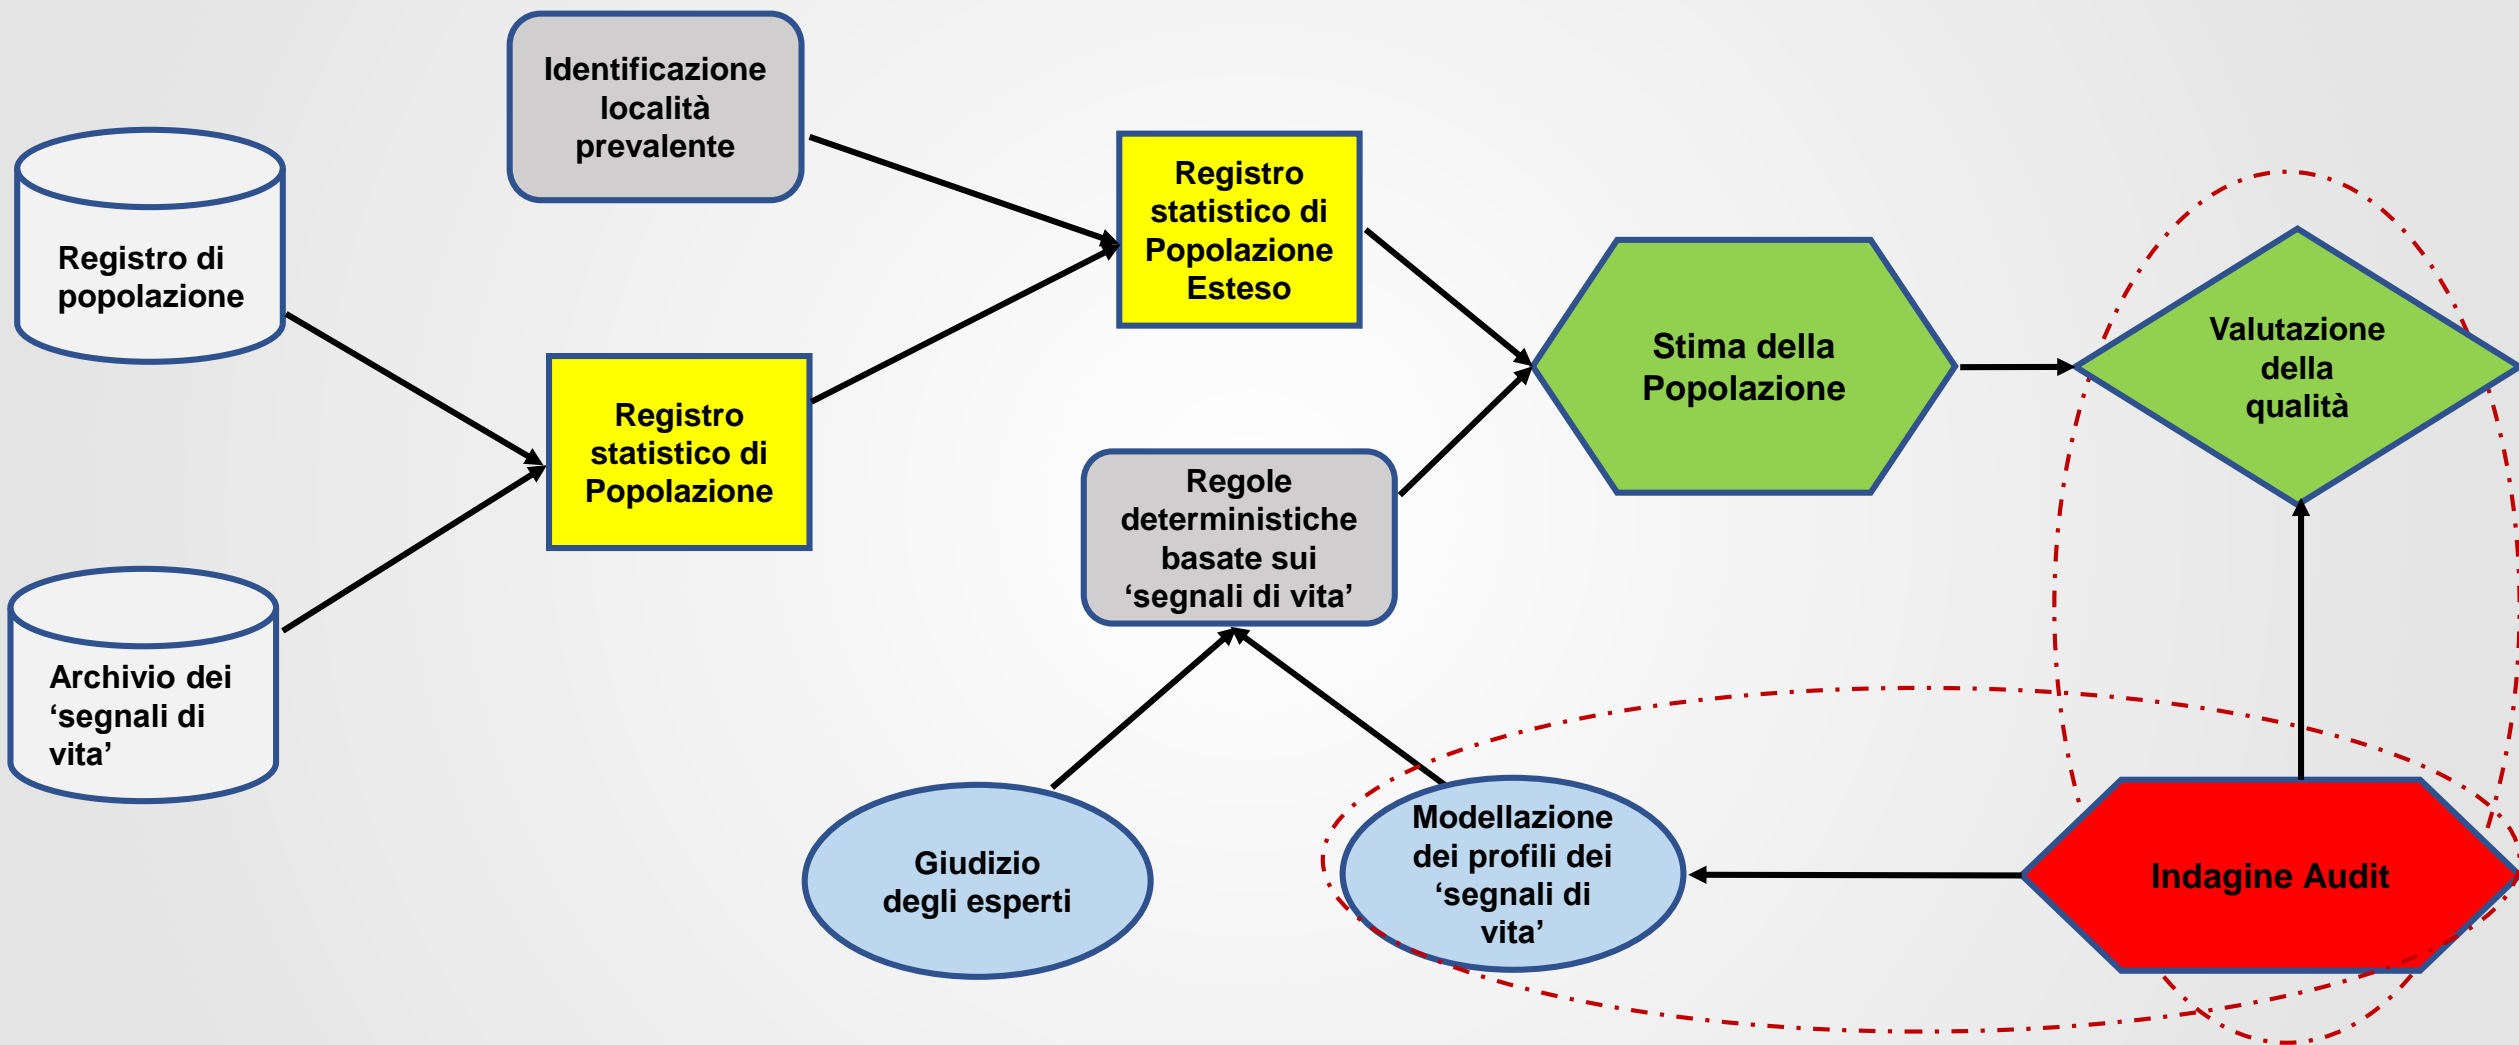 Identificazione
località
prevalente
Registro di
popolazione
Registro
statistico di
Popolazione
Esteso
Registro
statistico di
Popolazione
Stima della
Popolazione
Valutazione
della
qualità
Regole
deterministiche
basate sui
‘segnali di vita’
Archivio dei
‘segnali di
vita’
Giudizio
degli esperti
Modellazione
dei profili dei
‘segnali di
vita’
Indagine Audit